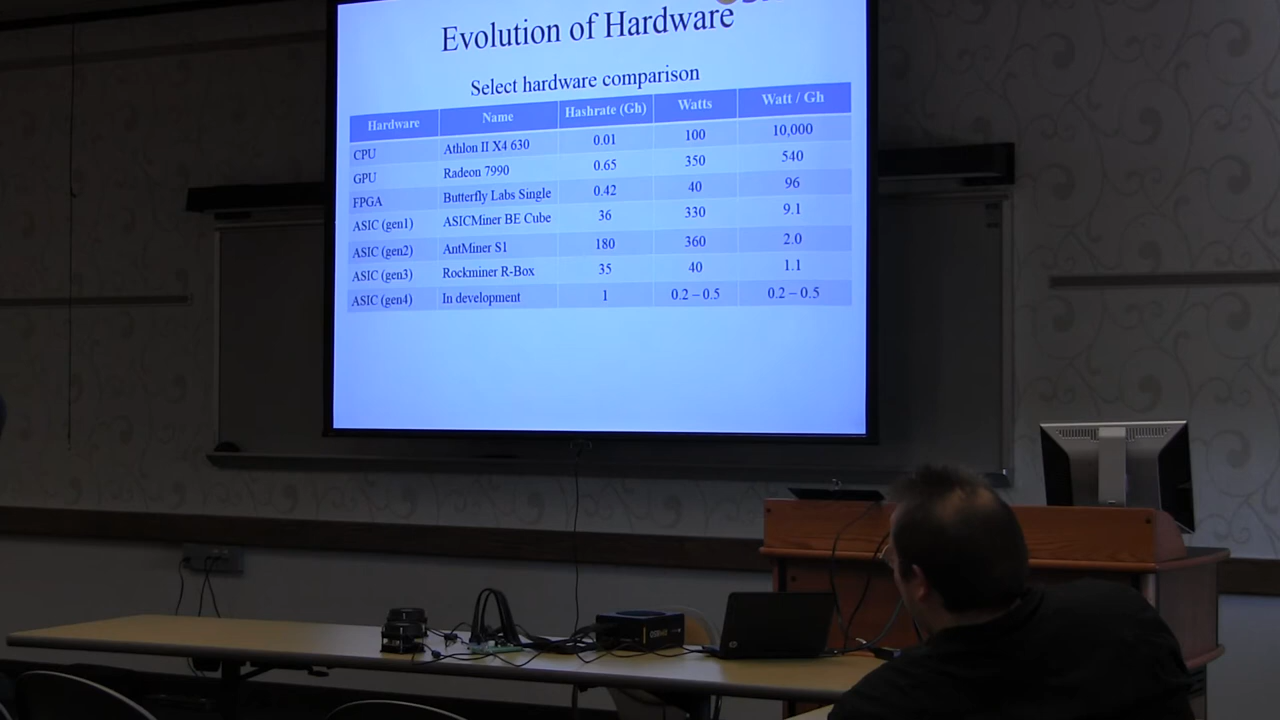 Evolution of Hardware
Select hardware comparison
Hardware Name Hashrate (Gh) Watts Watt / Gh
CPU Athlon II X4 630 0.01 100 10,000
GPU Radeon 7990 0.65 350 540
FPGA Butterfly Labs Single 0.42 40 96
ASIC (gen1) ASICMiner BE Cube 36 330 9.1
ASIC (gen2) AntMiner S1 180 360 2.0
ASIC (gen3) Rockminer R-Box 35 40 1.1
ASIC (gen4) In development 1 0.2 – 0.5 0.2 – 0.5